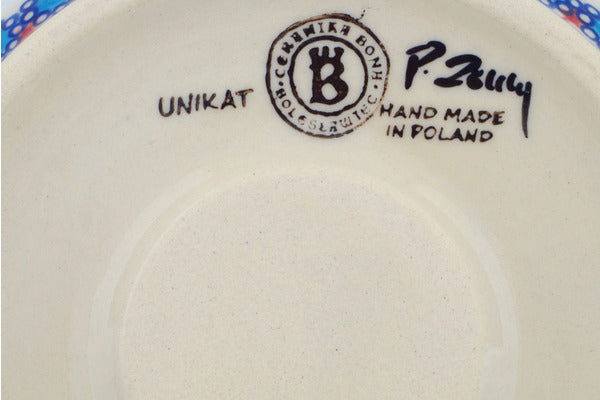 UNIKAT
CERAMIKA BONA
BOLESŁAWIEC
B
HAND MADE
IN POLAND